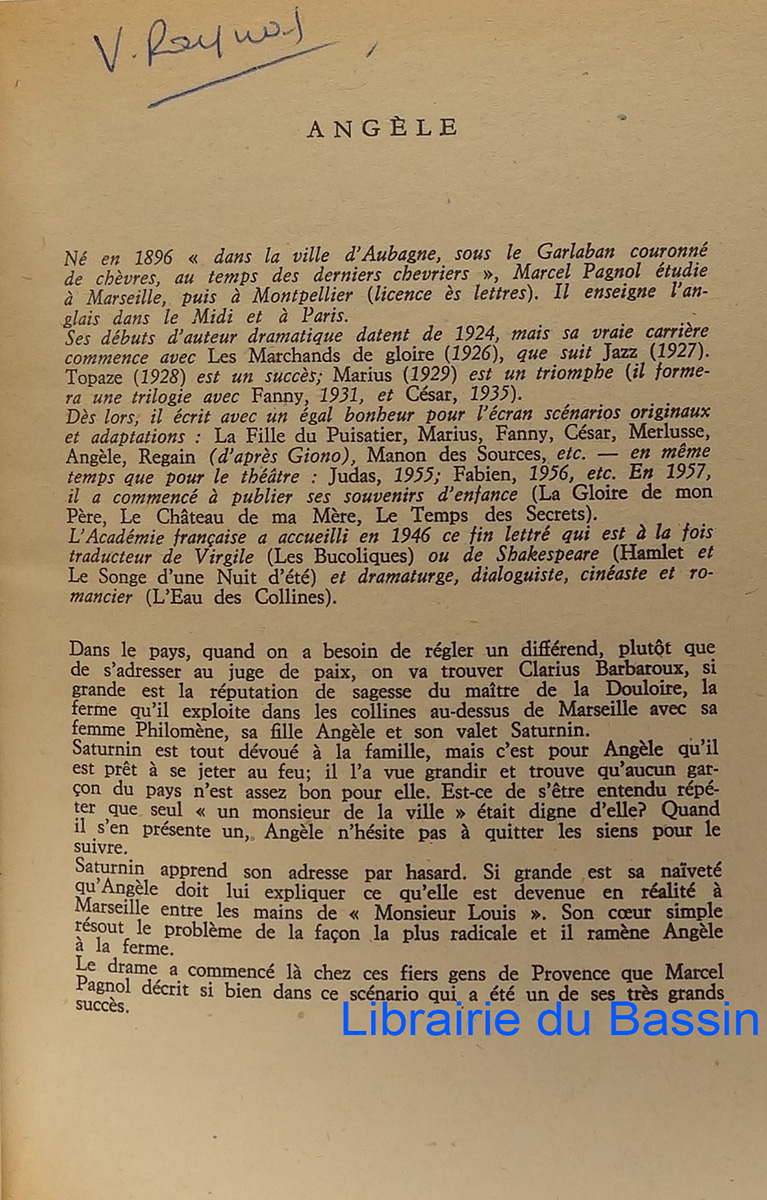 V. Raynal
ANGÈLE
Né en 1896 « dans la ville d'Aubagne, sous le Garlaban couronné
de chèvres, au temps des derniers chevriers », Marcel Pagnol étudie
à Marseille, puis à Montpellier (licence ès lettres). Il enseigne l'an-
glais dans le Midi et à Paris.
Ses débuts d'auteur dramatique datent de 1924, mais sa vraie carrière
commence avec Les Marchands de gloire (1926), que suit Jazz (1927).
Topaze (1928) est un succès; Marius (1929) est un triomphe (il forme-
ra une trilogie avec Fanny, 1931, et César, 1935).
Dès lors, il écrit avec un égal bonheur pour l'écran scénarios originaux
et adaptations : La Fille du Puisatier, Marius, Fanny, César, Merlusse,
Angèle, Regain (d'après Giono), Manon des Sources, etc. — en même
temps que pour le théâtre : Judas, 1955; Fabien, 1956, etc. En 1957,
il a commencé à publier ses souvenirs d'enfance (La Gloire de mon
Père, Le Château de ma Mère, Le Temps des Secrets).
L'Académie française a accueilli en 1946 ce fin lettré qui est à la fois
traducteur de Virgile (Les Bucoliques) ou de Shakespeare (Hamlet et
Le Songe d'une Nuit d'été) et dramaturge, dialoguiste, cinéaste et ro-
mancier (L'Eau des Collines).
Dans le pays, quand on a besoin de régler un différend, plutôt que
de s'adresser au juge de paix, on va trouver Clarius Barbaroux, si
grande est la réputation de sagesse du maître de la Douloire, la
ferme qu'il exploite dans les collines au-dessus de Marseille avec sa
femme Philomène, sa fille Angèle et son valet Saturnin.
Saturnin est tout dévoué à la famille, mais c'est pour Angèle qu'il
est prêt à se jeter au feu; il l'a vue grandir et trouve qu'aucun gar-
çon du pays n'est assez bon pour elle. Est-ce de s'être entendu répé-
ter que seul « un monsieur de la ville » était digne d'elle? Quand
il s'en présente un, Angèle n'hésite pas à quitter les siens pour le
suivre.
Saturnin apprend son adresse par hasard. Si grande est sa naïveté
qu'Angèle doit lui expliquer ce qu'elle est devenue en réalité à
Marseille entre les mains de « Monsieur Louis ». Son cœur simple
résout le problème de la façon la plus radicale et il ramène Angèle
à la ferme.
Le drame a commencé là chez ces fiers gens de Provence que Marcel
Pagnol décrit si bien dans ce scénario qui a été un de ses très grands
succès.
Librairie du Bassin